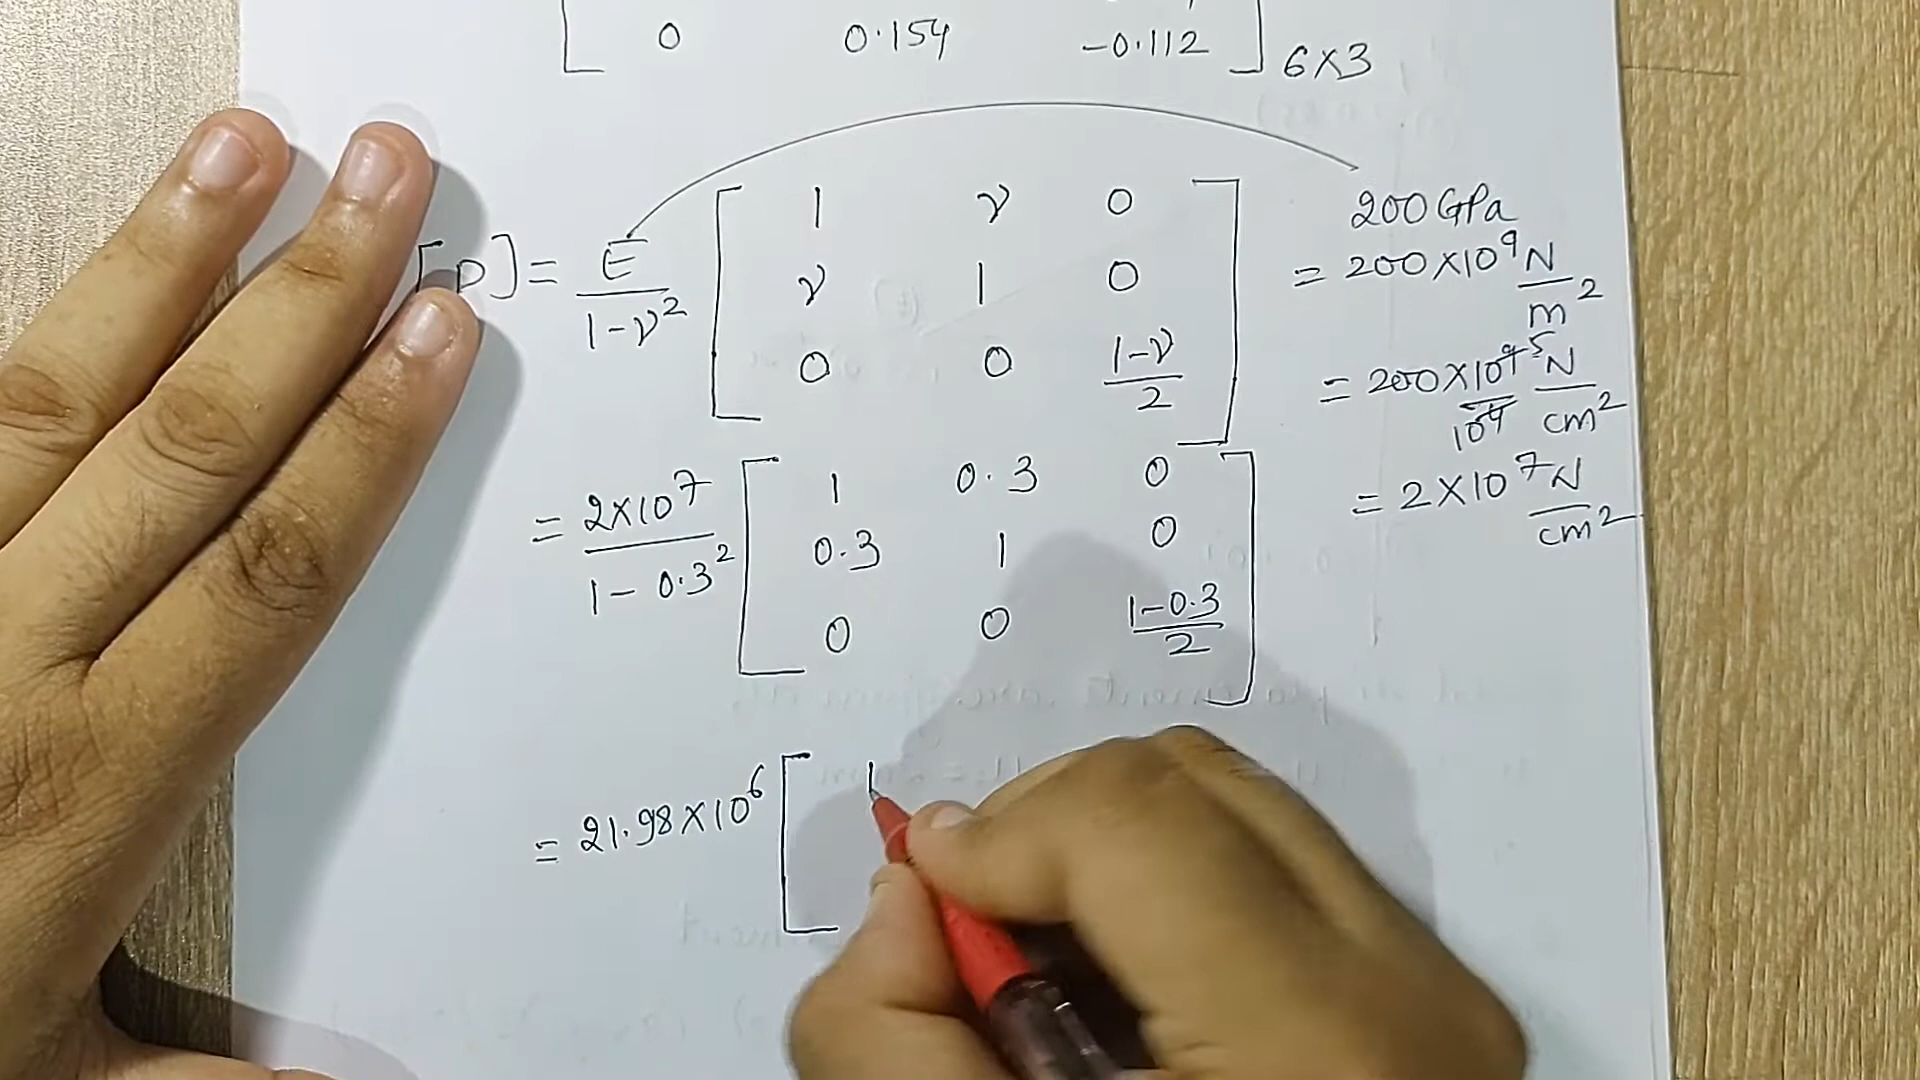 0 0.154 -0.112 6×3
[D] = E/(1-ν²) [ 1 ν 0
ν 1 0
0 0 (1-ν)/2 ]
200 GPa
= 200×10⁹ N/m²
= 200×10⁹/10⁴ 5 N/cm²
= 2×10⁷ N/cm²
= 2×10⁷/(1-0.3²) [ 1 0.3 0
0.3 1 0
0 0 (1-0.3)/2 ]
= 21.98×10⁶ [ 1